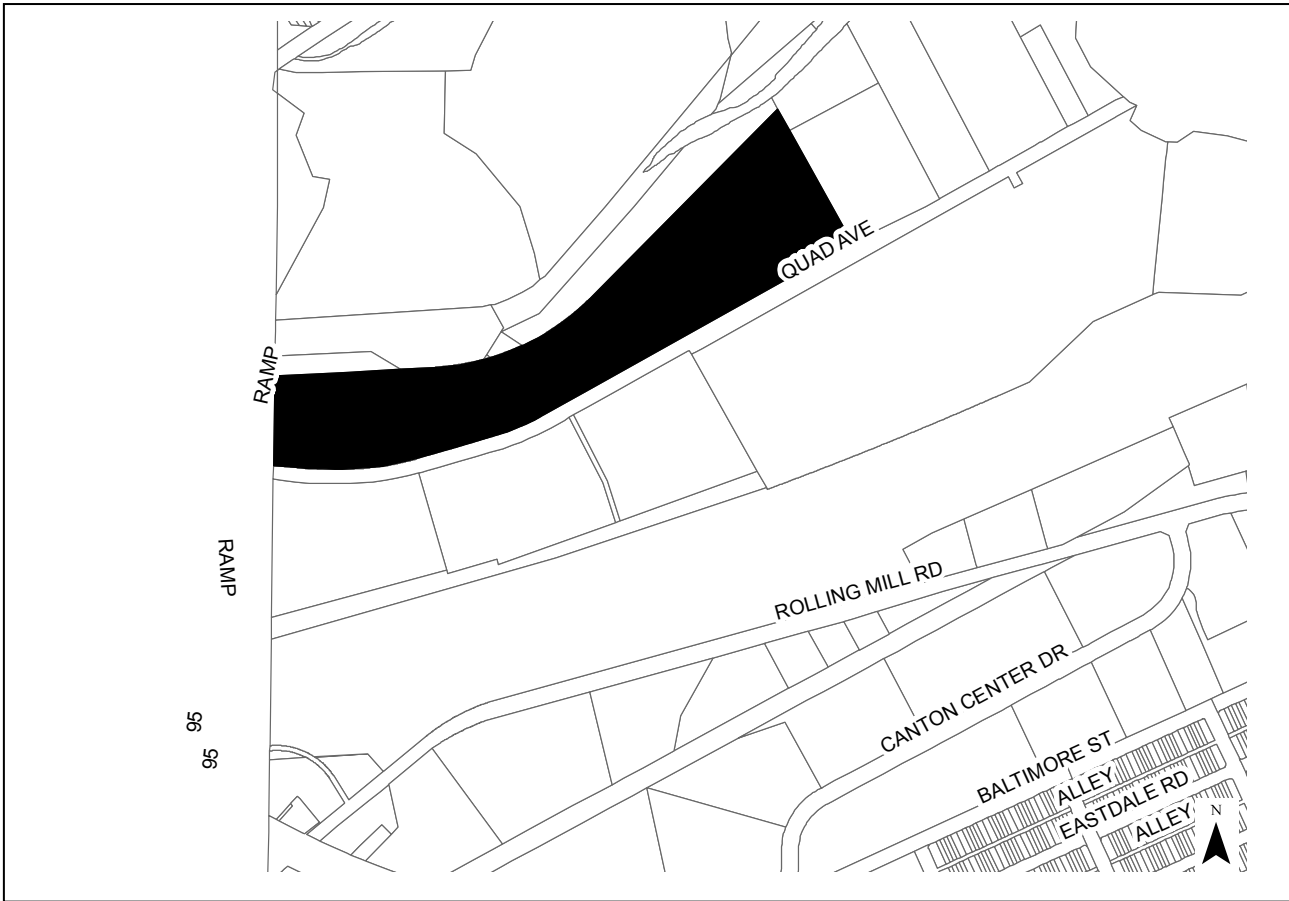 QUAD AVE
RAMP
RAMP
ROLLING MILL RD
CANTON CENTER DR
95
95
BALTIMORE ST
ALLEY
EASTDALE RD
ALLEY
N